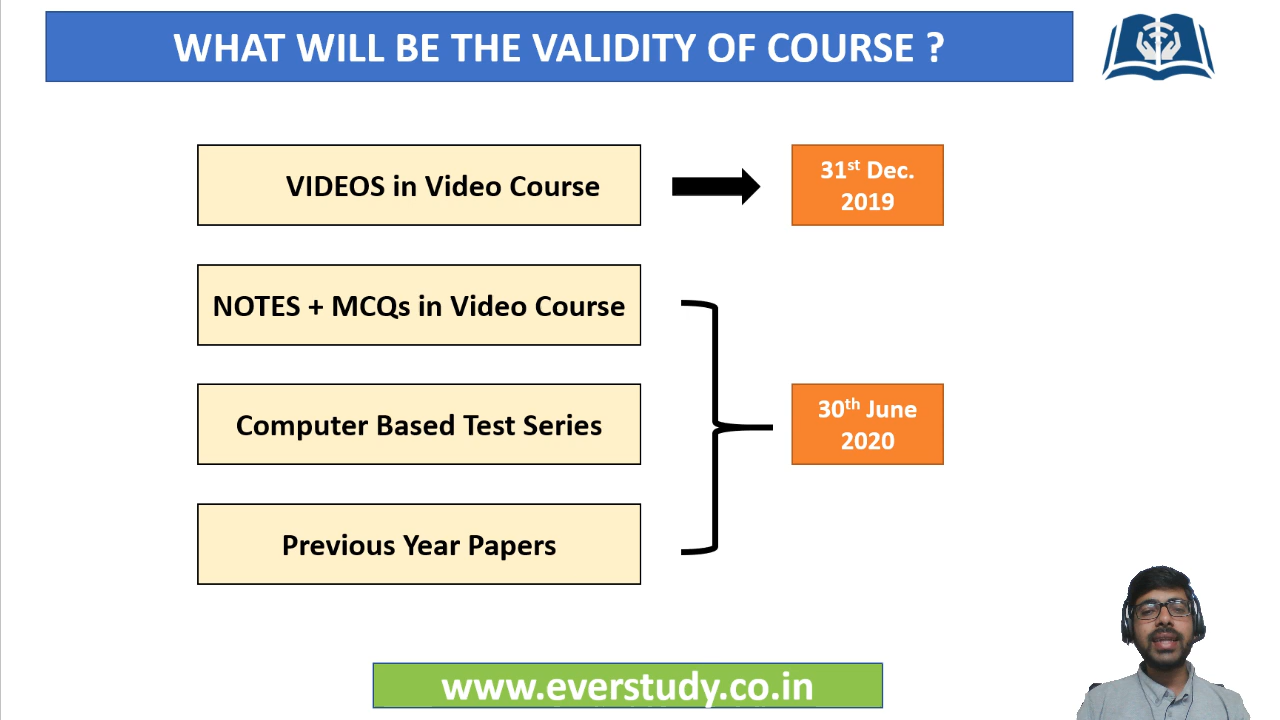 WHAT WILL BE THE VALIDITY OF COURSE ?
VIDEOS in Video Course
31st Dec.
2019
NOTES + MCQs in Video Course
Computer Based Test Series
30th June
2020
Previous Year Papers
www.everstudy.co.in